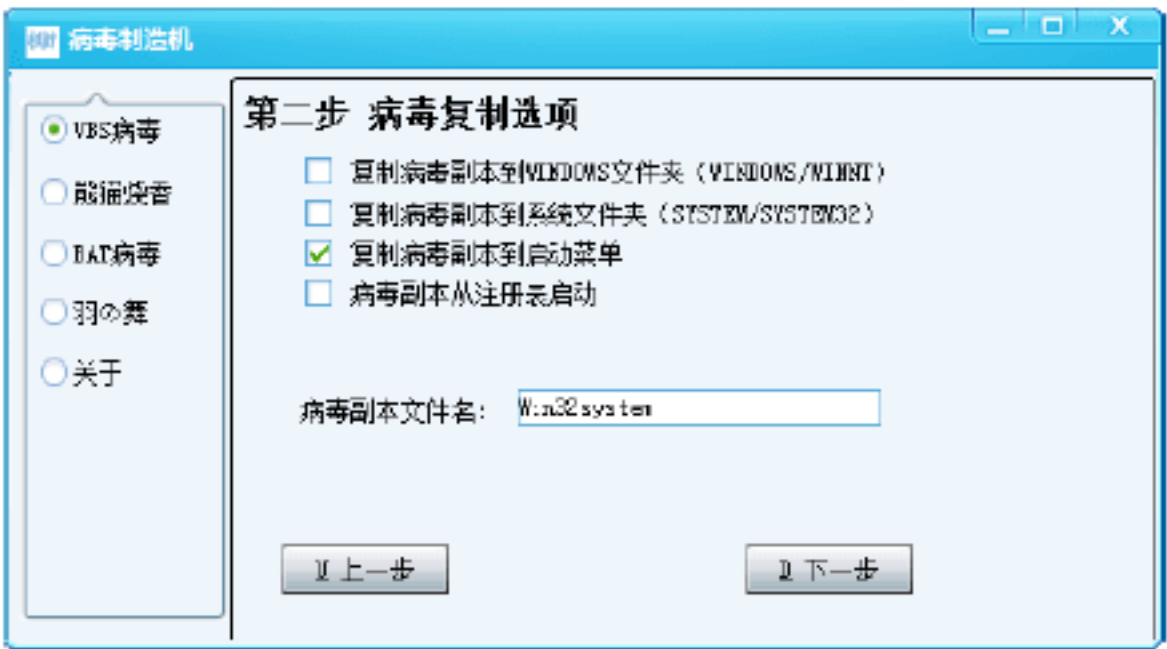 病毒制造机
VBS病毒
熊猫烧香
BAT病毒
羽の舞
关于
第二步 病毒复制选项
复制病毒副本到WINDOWS文件夹（WINDOWS/WINNT）
复制病毒副本到系统文件夹（SYSTEM/SYSTEM32）
复制病毒副本到启动菜单
病毒副本从注册表启动
病毒副本文件名：
Win32system
上一步
下一步